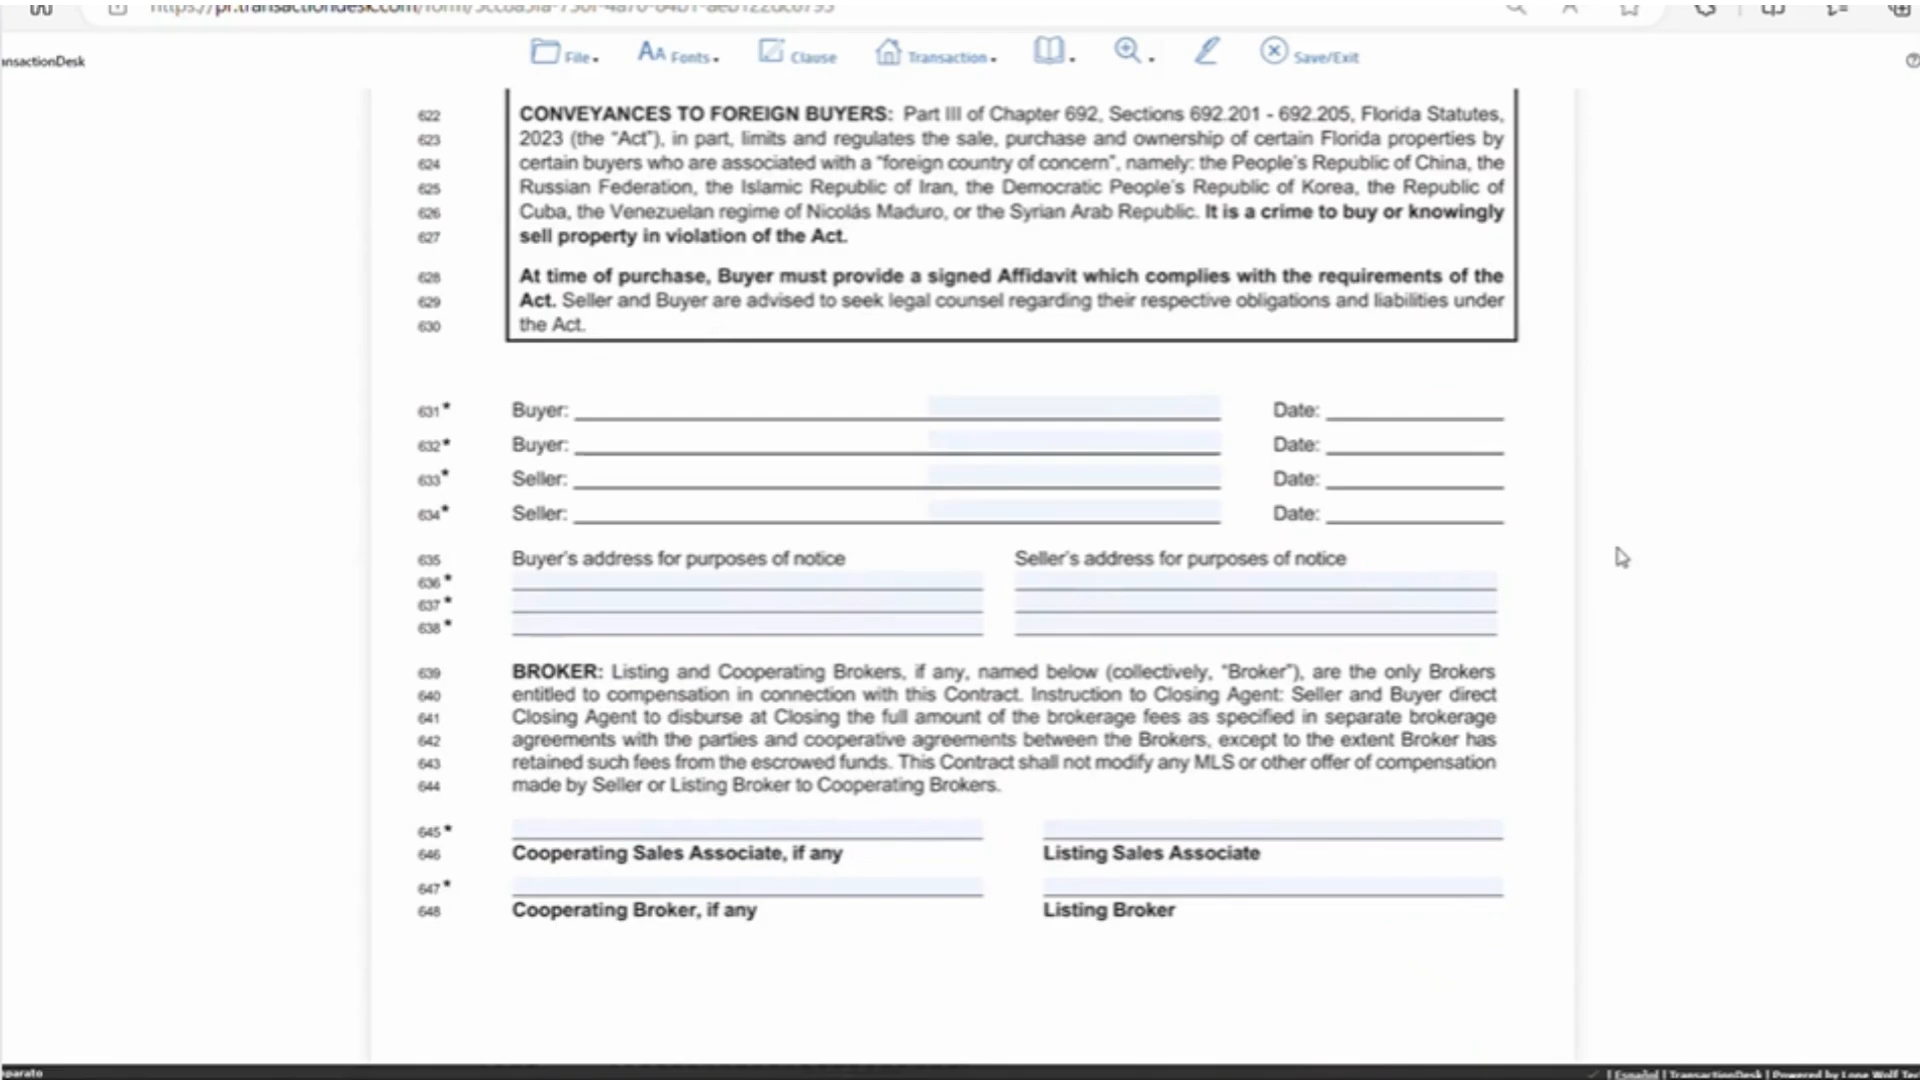 ansactionDesk
File
AA Fonts
Clause
Transaction
Save/Exit
622 CONVEYANCES TO FOREIGN BUYERS: Part III of Chapter 692, Sections 692.201 - 692.205, Florida Statutes,
623 2023 (the “Act”), in part, limits and regulates the sale, purchase and ownership of certain Florida properties by
624 certain buyers who are associated with a “foreign country of concern”, namely: the People’s Republic of China, the
625 Russian Federation, the Islamic Republic of Iran, the Democratic People’s Republic of Korea, the Republic of
626 Cuba, the Venezuelan regime of Nicolás Maduro, or the Syrian Arab Republic. It is a crime to buy or knowingly
627 sell property in violation of the Act.
628 At time of purchase, Buyer must provide a signed Affidavit which complies with the requirements of the
629 Act. Seller and Buyer are advised to seek legal counsel regarding their respective obligations and liabilities under
630 the Act.
631* Buyer: Date:
632* Buyer: Date:
633* Seller: Date:
634* Seller: Date:
635 Buyer’s address for purposes of notice Seller’s address for purposes of notice
636*
637*
638*
639 BROKER: Listing and Cooperating Brokers, if any, named below (collectively, “Broker”), are the only Brokers
640 entitled to compensation in connection with this Contract. Instruction to Closing Agent: Seller and Buyer direct
641 Closing Agent to disburse at Closing the full amount of the brokerage fees as specified in separate brokerage
642 agreements with the parties and cooperative agreements between the Brokers, except to the extent Broker has
643 retained such fees from the escrowed funds. This Contract shall not modify any MLS or other offer of compensation
644 made by Seller or Listing Broker to Cooperating Brokers.
645*
646 Cooperating Sales Associate, if any Listing Sales Associate
647*
648 Cooperating Broker, if any Listing Broker
parato
| Español | TransactionDesk | Powered by Lone Wolf Tec